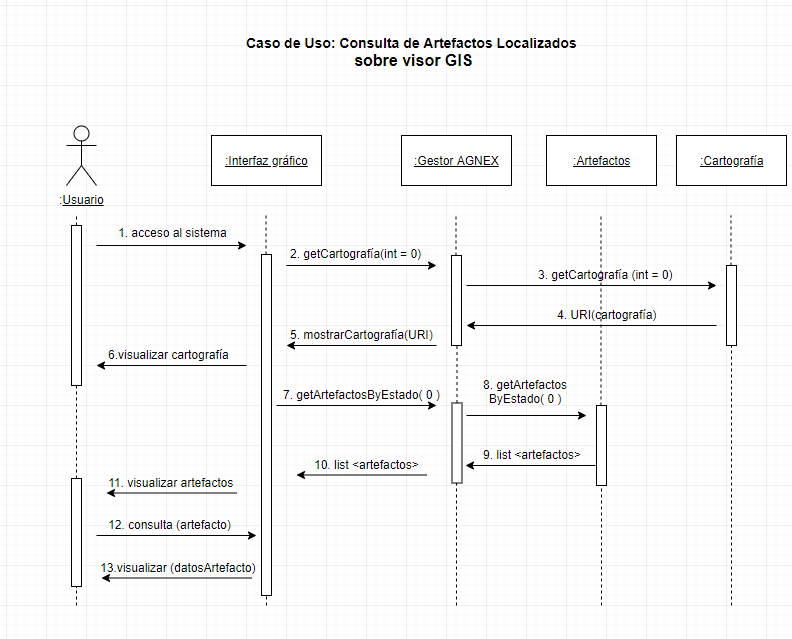 Caso de Uso: Consulta de Artefactos Localizados
sobre visor GIS
:Usuario
:Interfaz gráfico
:Gestor AGNEX
:Artefactos
:Cartografía
1. acceso al sistema
2. getCartografía(int = 0)
3. getCartografía (int = 0)
4. URI(cartografía)
5. mostrarCartografía(URI)
6.visualizar cartografía
7. getArtefactosByEstado( 0 )
8. getArtefactos
ByEstado( 0 )
9. list <artefactos>
10. list <artefactos>
11. visualizar artefactos
12. consulta (artefacto)
13.visualizar (datosArtefacto)